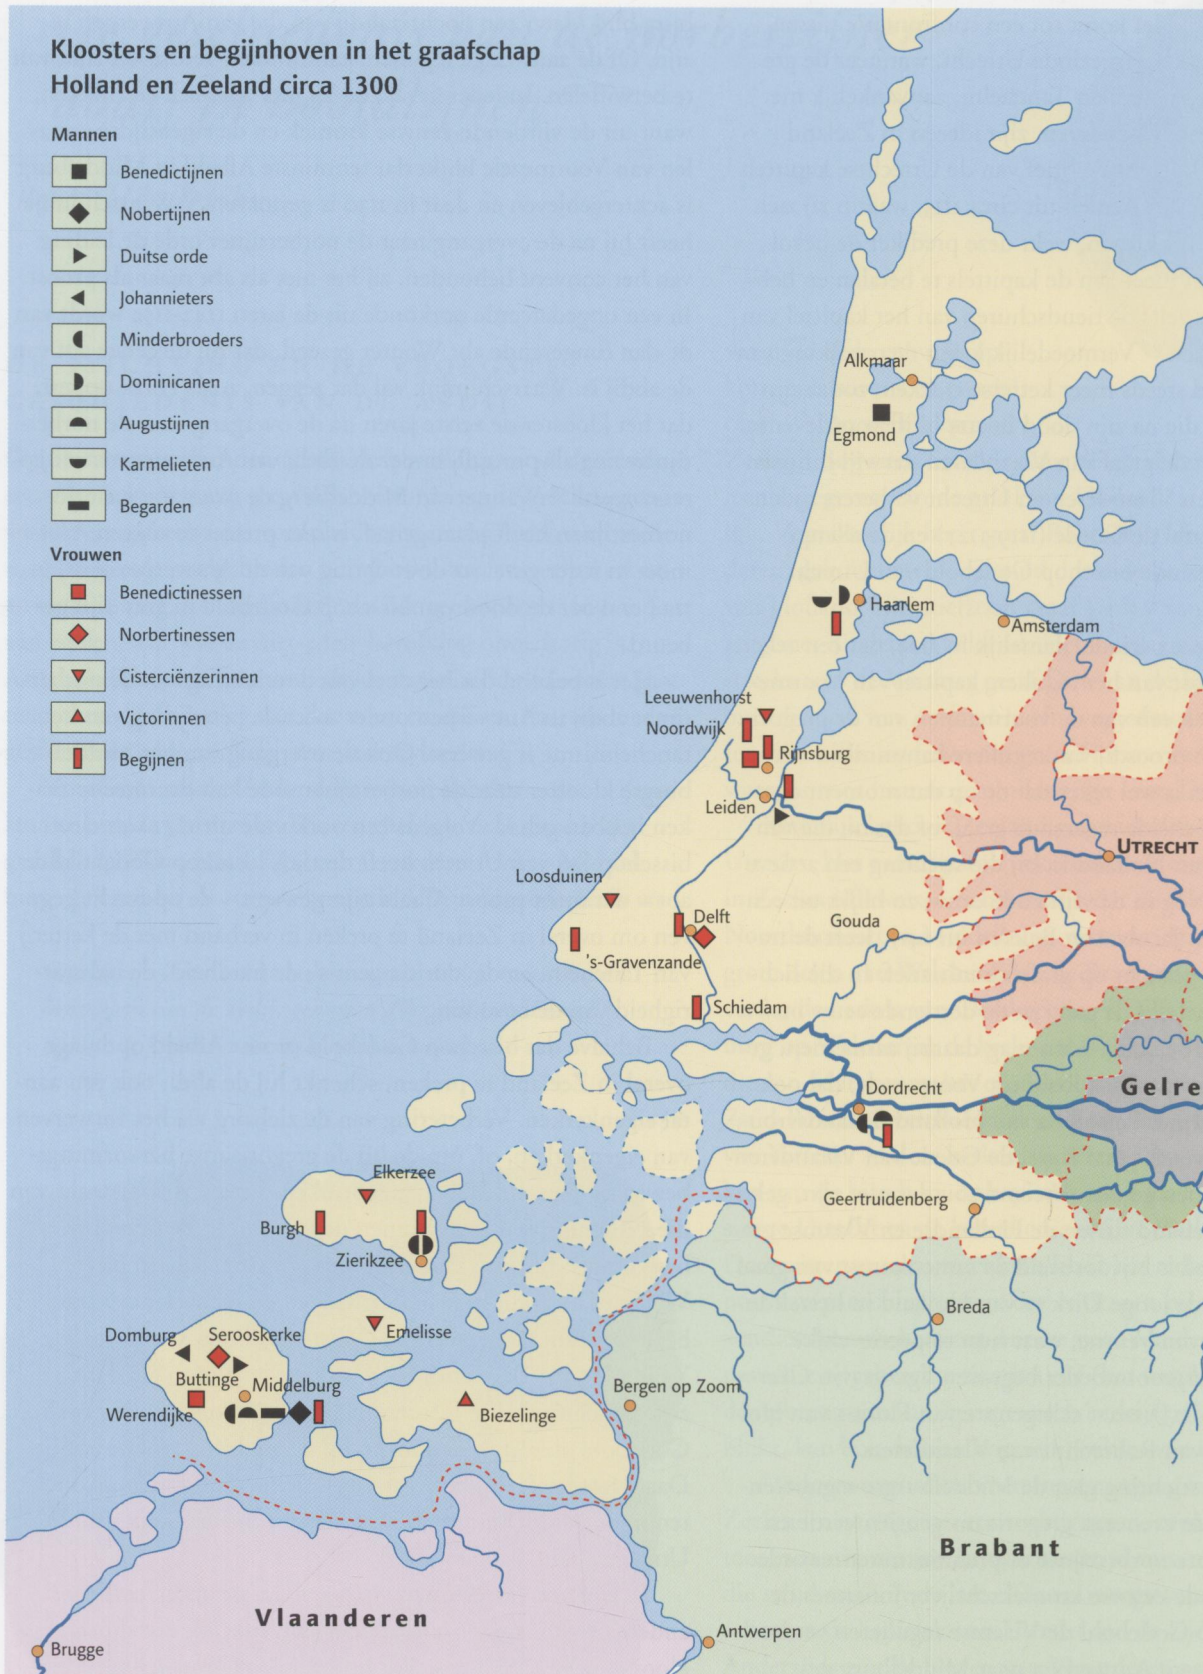 Kloosters en begijnhoven in het graafschap
Holland en Zeeland circa 1300
Mannen
Benedictijnen
Nobertijnen
Duitse orde
Johannieters
Minderbroeders
Dominicanen
Augustijnen
Karmelieten
Begarden
Vrouwen
Benedictinessen
Norbertinessen
Cisterciënzerinnen
Victorinnen
Begijnen
Alkmaar
Egmond
Haarlem
Amsterdam
Leeuwenhorst
Noordwijk
Rijnsburg
Leiden
UTRECHT
Loosduinen
Delft
Gouda
's-Gravenzande
Schiedam
Dordrecht
Gelre
Elkerzee
Geertruidenberg
Burgh
Zierikzee
Breda
Domburg
Serooskerke
Emelisse
Buttinge
Middelburg
Bergen op Zoom
Werendijke
Biezelinge
Brabant
Vlaanderen
Antwerpen
Brugge